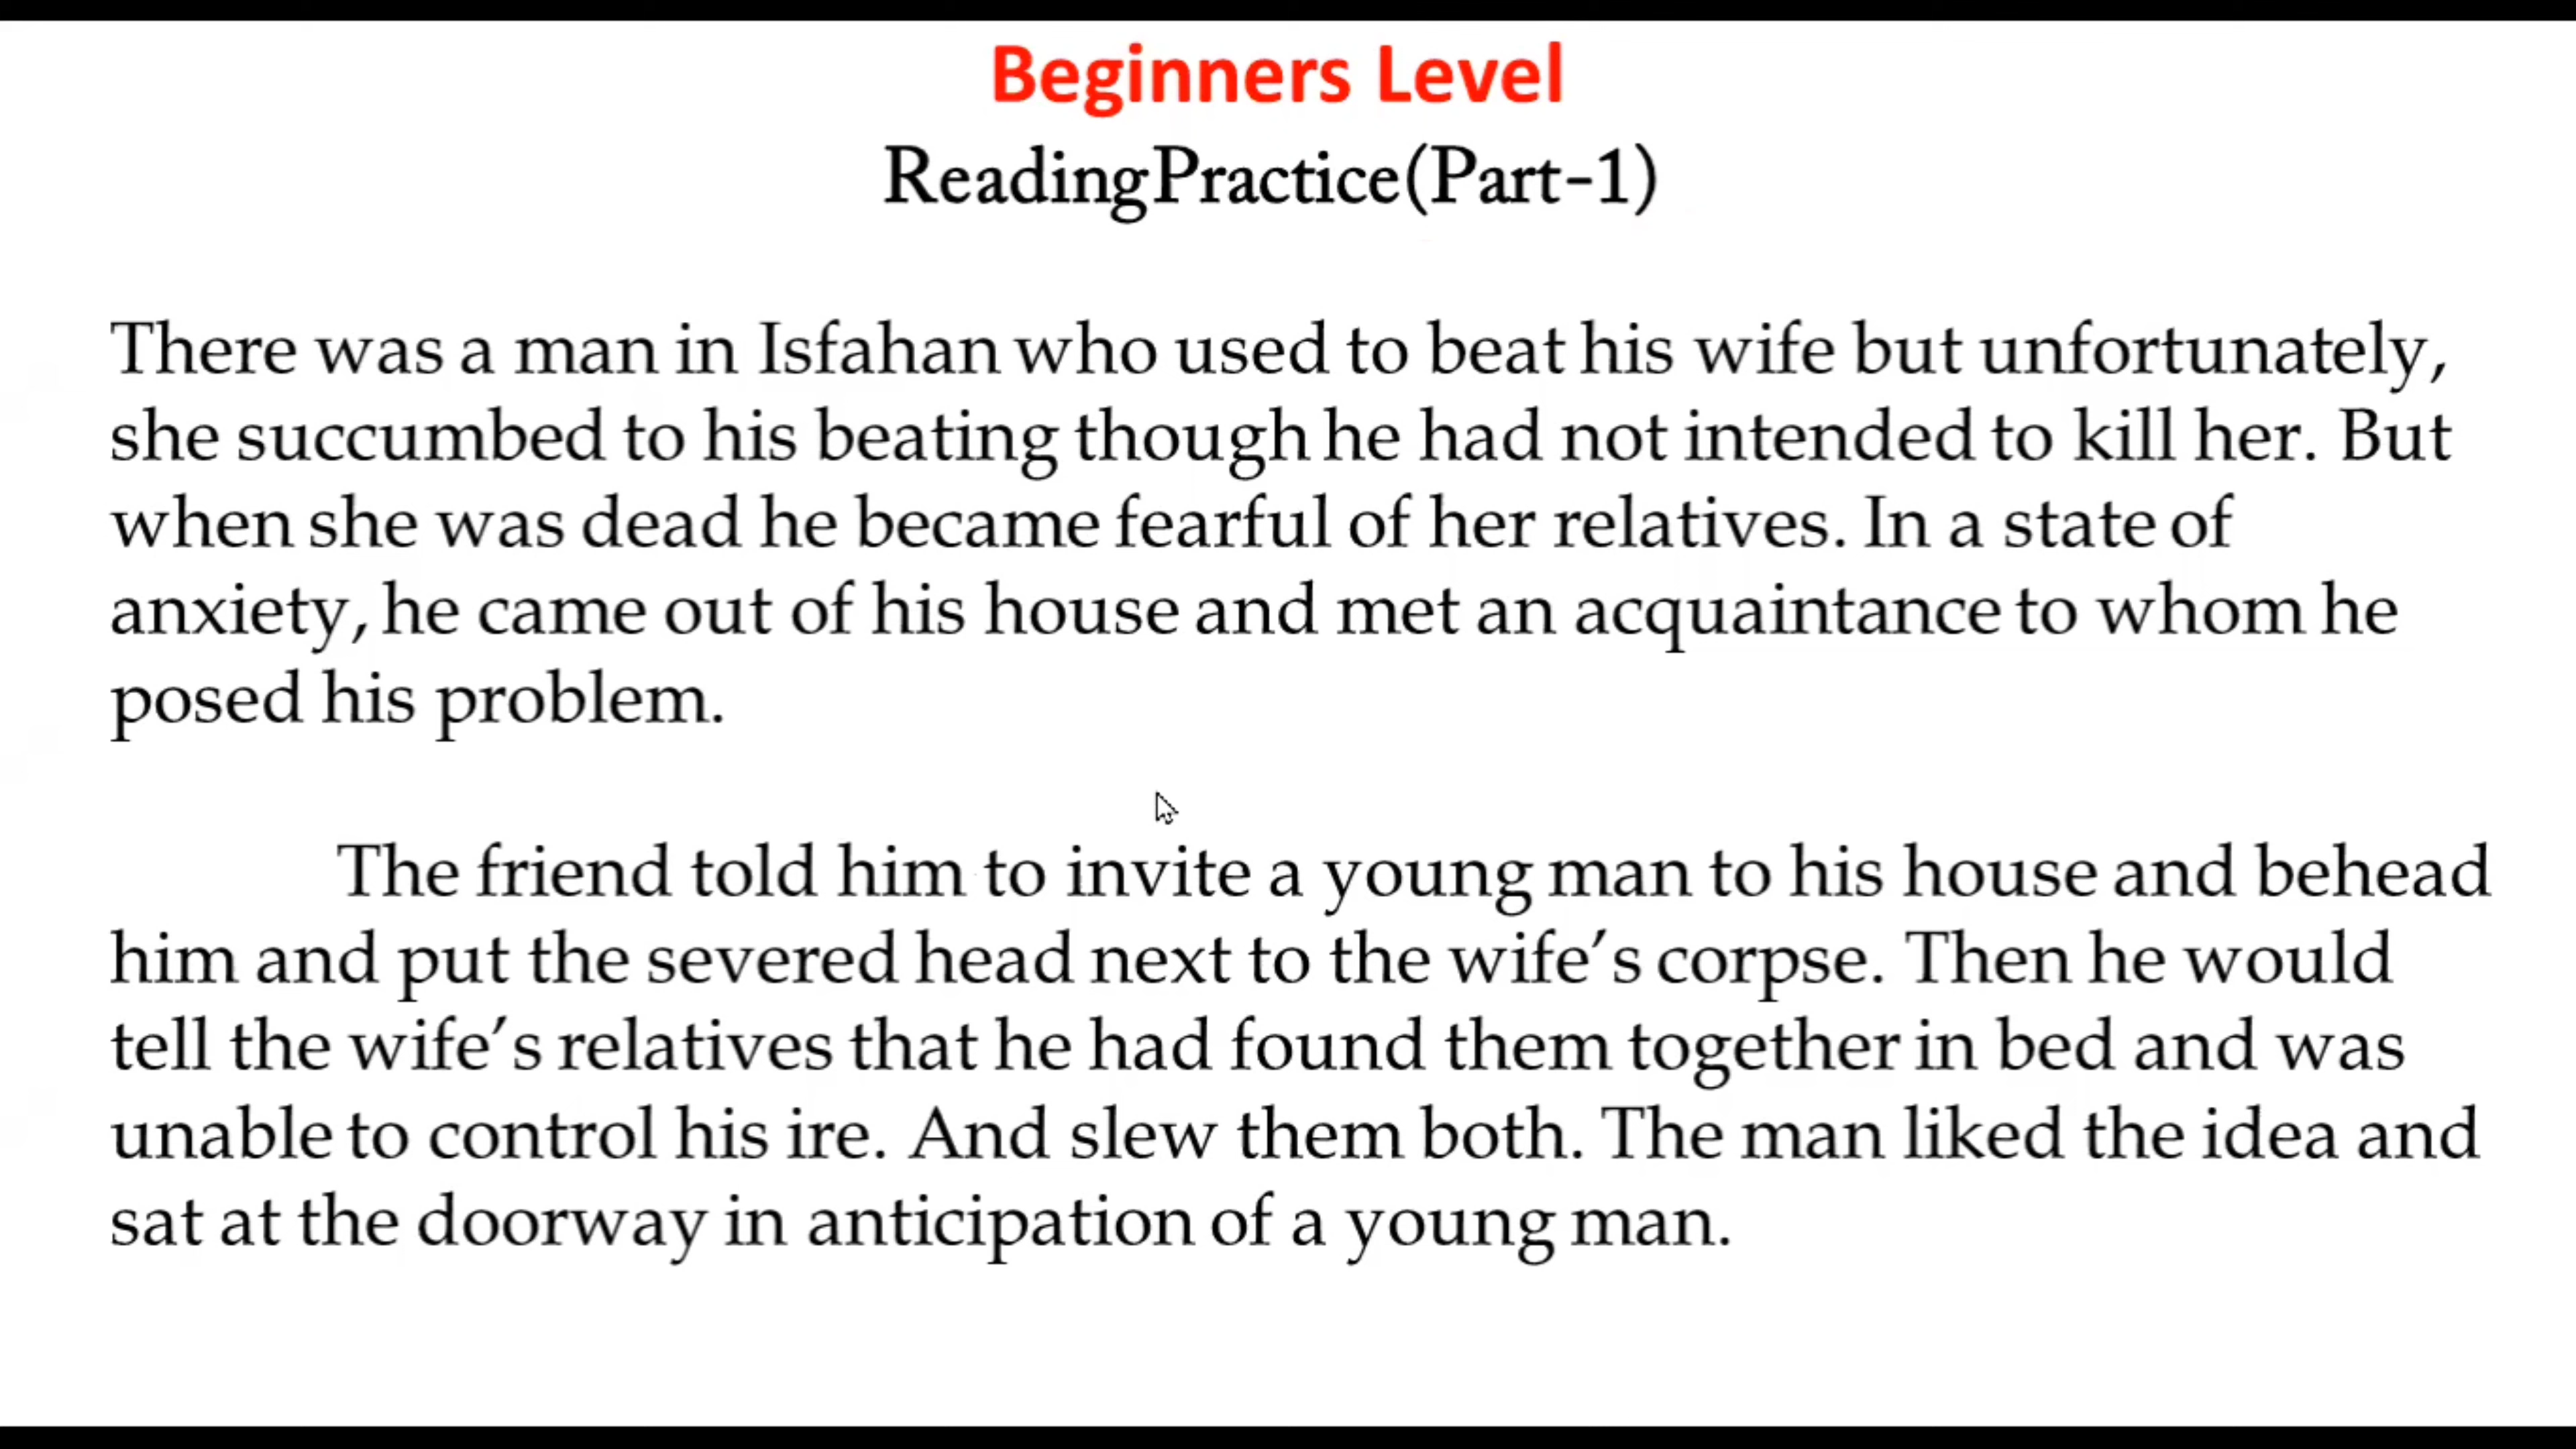 Beginners Level
Reading Practice(Part-1)
There was a man in Isfahan who used to beat his wife but unfortunately,
she succumbed to his beating though he had not intended to kill her. But
when she was dead he became fearful of her relatives. In a state of
anxiety, he came out of his house and met an acquaintance to whom he
posed his problem.
The friend told him to invite a young man to his house and behead
him and put the severed head next to the wife's corpse. Then he would
tell the wife's relatives that he had found them together in bed and was
unable to control his ire. And slew them both. The man liked the idea and
sat at the doorway in anticipation of a young man.